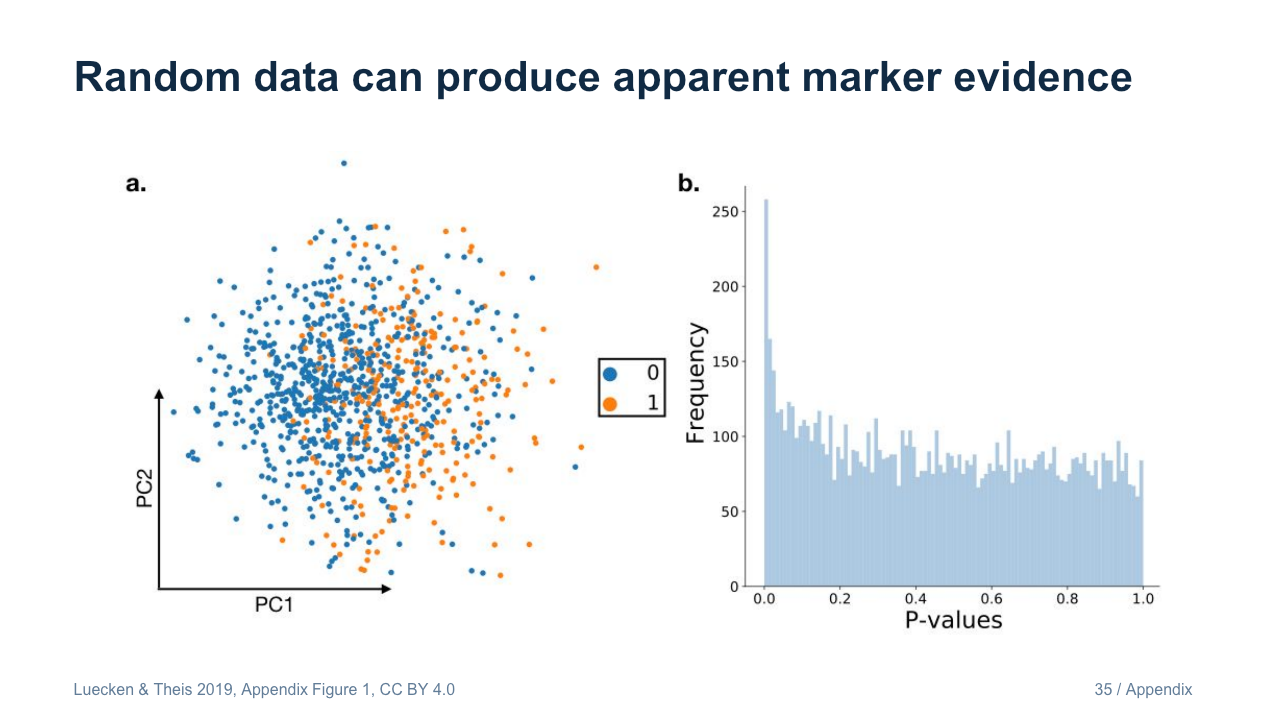 Random data can produce apparent marker evidence
a.
PC2
PC1
0
1
b.
Frequency
250
200
150
100
50
0
0.0 0.2 0.4 0.6 0.8 1.0
P-values
Luecken & Theis 2019, Appendix Figure 1, CC BY 4.0
35 / Appendix